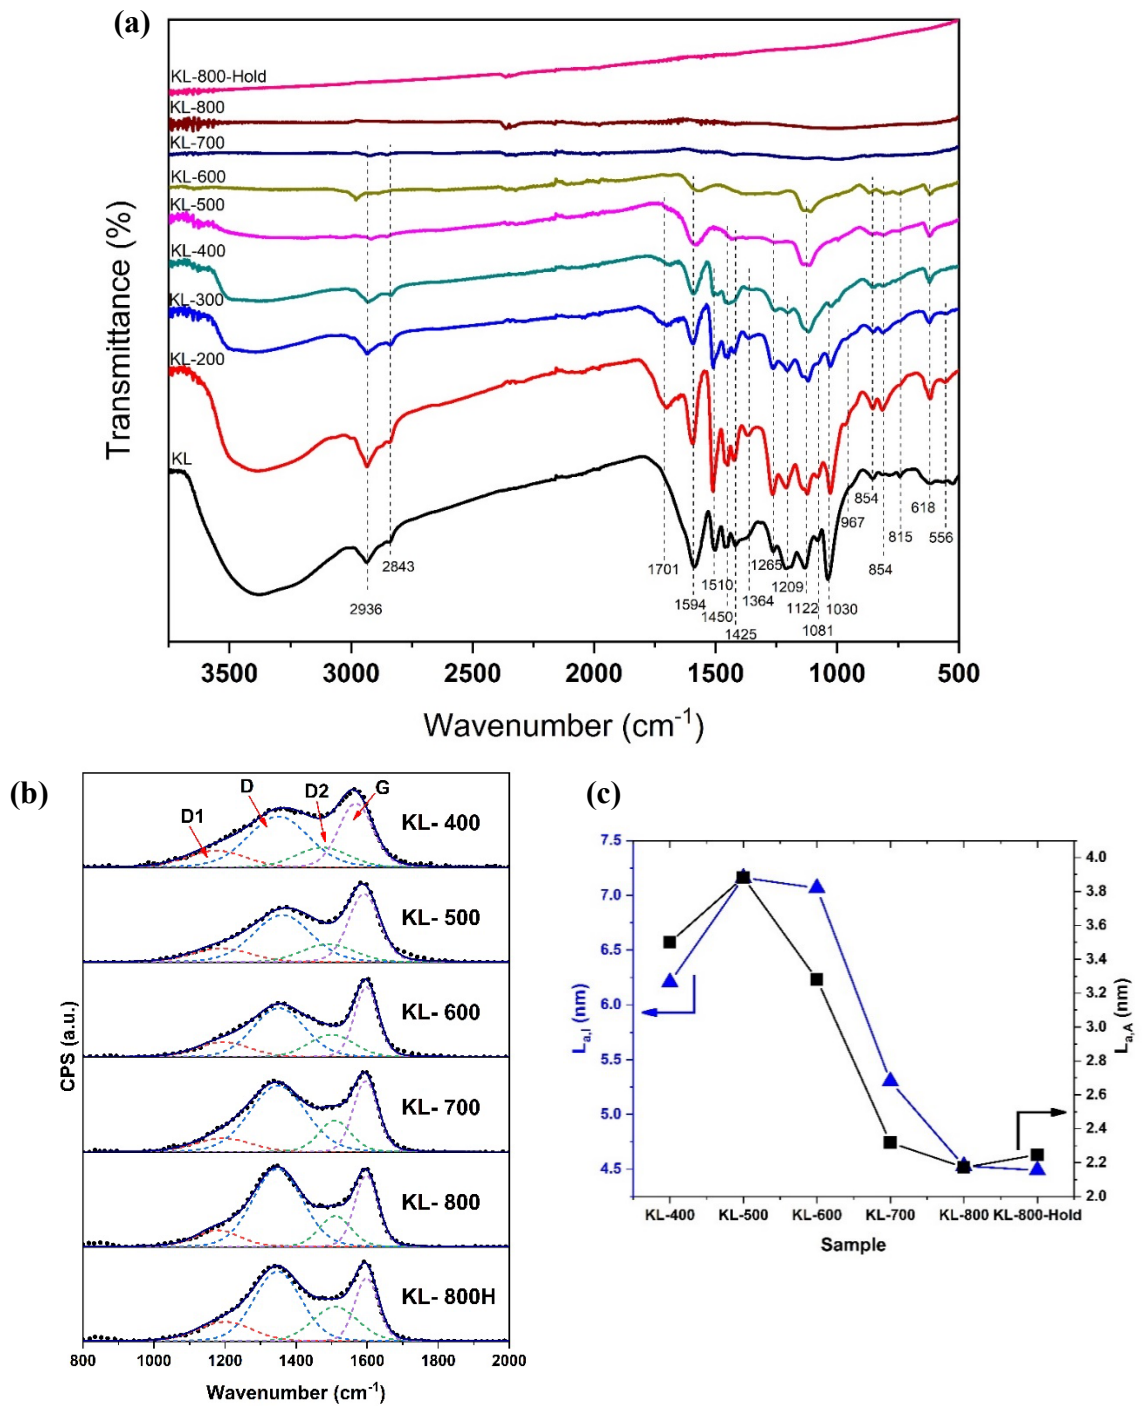 (a)
KL-800-Hold
KL-800
KL-700
KL-600
KL-500
KL-400
KL-300
KL-200
KL
Transmittance (%)
2936
2843
1701
1594
1510
1450
1425
1364
1265
1209
1122
1081
1030
967
854
854
815
618
556
3500 3000 2500 2000 1500 1000 500
Wavenumber (cm⁻¹)
(b)
D1 D D2 G
KL- 400
KL- 500
KL- 600
KL- 700
KL- 800
KL- 800H
CPS (a.u.)
800 1000 1200 1400 1600 1800 2000
Wavenumber (cm⁻¹)
(c)
7.5
7.0
6.5
6.0
5.5
5.0
4.5
La,I (nm)
4.0
3.8
3.6
3.4
3.2
3.0
2.8
2.6
2.4
2.2
2.0
La,A (nm)
KL-400 KL-500 KL-600 KL-700 KL-800 KL-800-Hold
Sample